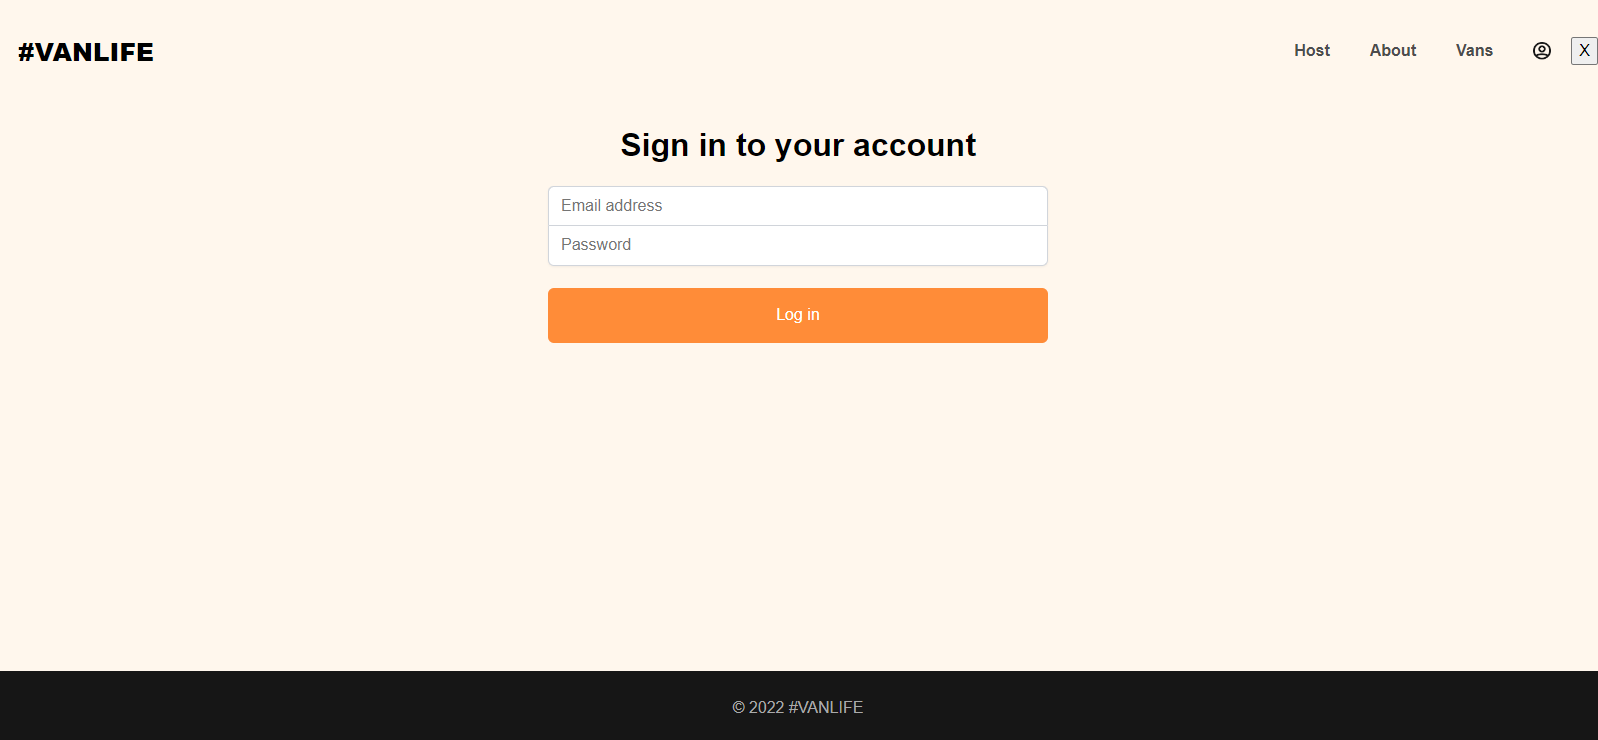 #VANLIFE
Host About Vans X
Sign in to your account
Email address
Password
Log in
© 2022 #VANLIFE